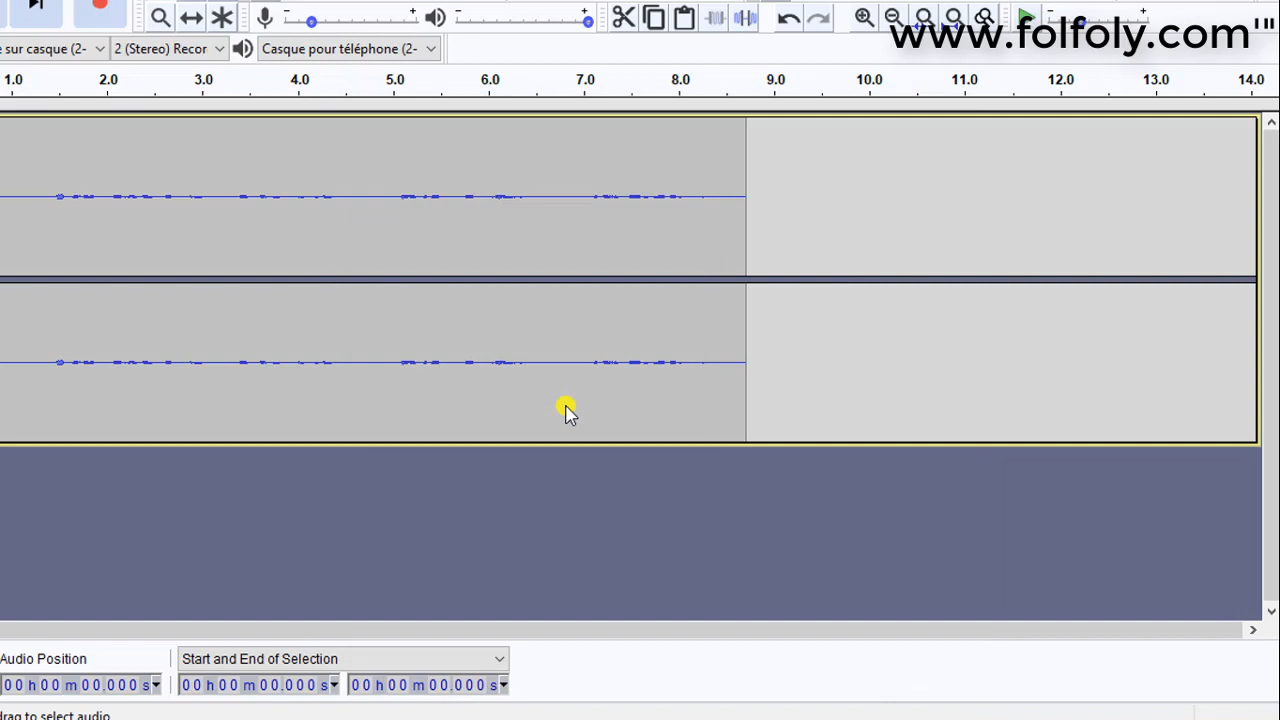 www.folfoly.com
e sur casque (2-
2 (Stereo) Recor
Casque pour téléphone (2-
1.0 2.0 3.0 4.0 5.0 6.0 7.0 8.0 9.0 10.0 11.0 12.0 13.0 14.0
Audio Position
Start and End of Selection
00 h 00 m 00.000 s
00 h 00 m 00.000 s
00 h 00 m 00.000 s
drag to select audio